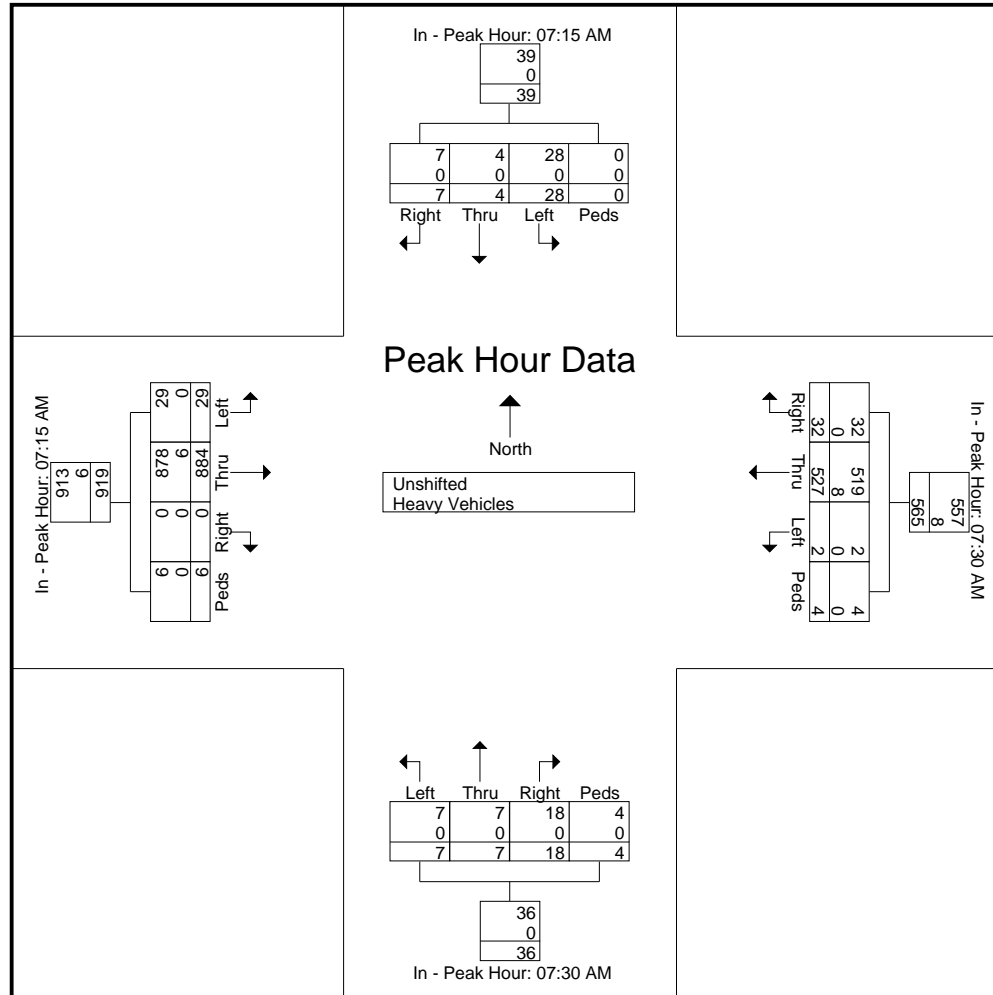 In - Peak Hour: 07:15 AM
39
0
39
7 4 28 0
0 0 0 0
7 4 28 0
Right Thru Left Peds
Peak Hour Data
North
Unshifted
Heavy Vehicles
In - Peak Hour: 07:15 AM
913
6
919
29 0 29
878 6 884
0 0 0
6 0 6
Left
Thru
Right
Peds
Right
Thru
Left
Peds
32 0 32
527 8 519
2 0 2
4 0 4
557
8
565
In - Peak Hour: 07:30 AM
Left Thru Right Peds
7 7 18 4
0 0 0 0
7 7 18 4
36
0
36
In - Peak Hour: 07:30 AM